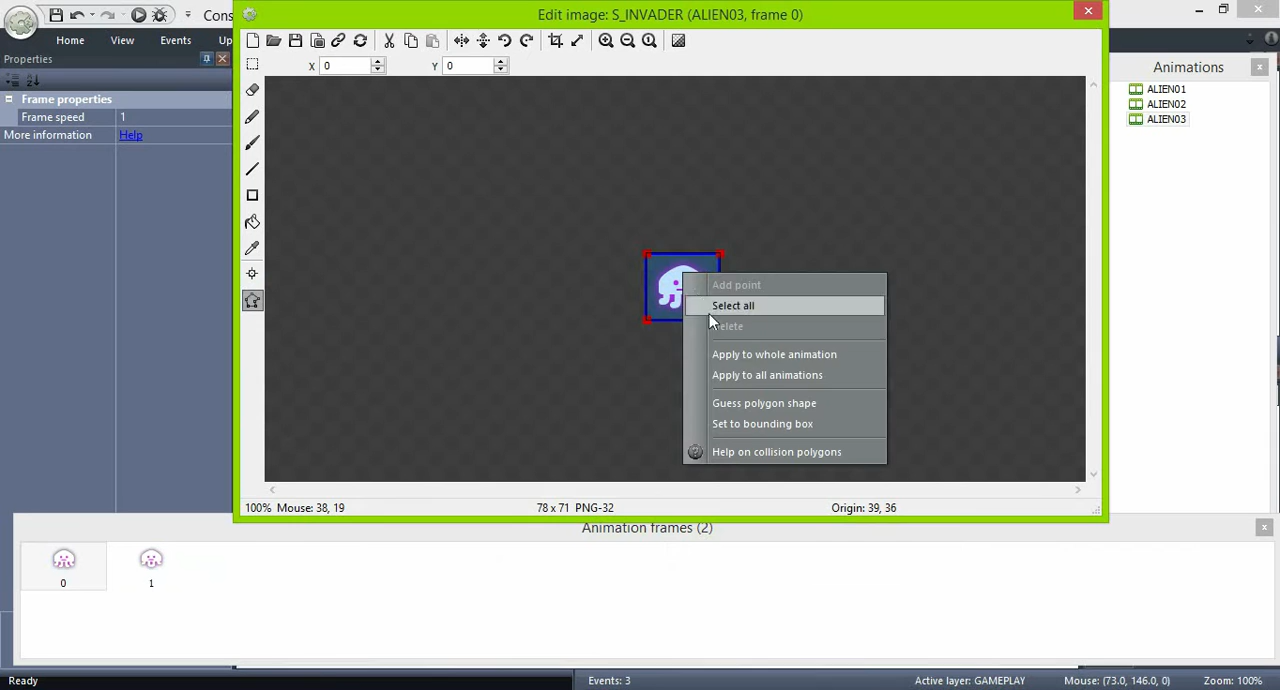 Cons
Edit image: S_INVADER (ALIEN03, frame 0)
Home View Events Up
Properties
X 0 Y 0
Animations
Frame properties
ALIEN01
Frame speed 1
ALIEN02
More information Help
ALIEN03
Add point
Select all
elete
Apply to whole animation
Apply to all animations
Guess polygon shape
Set to bounding box
Help on collision polygons
100% Mouse: 38, 19 78 x 71 PNG-32 Origin: 39, 36
Animation frames (2)
0 1
Ready Events: 3 Active layer: GAMEPLAY Mouse: (73.0, 146.0, 0) Zoom: 100%